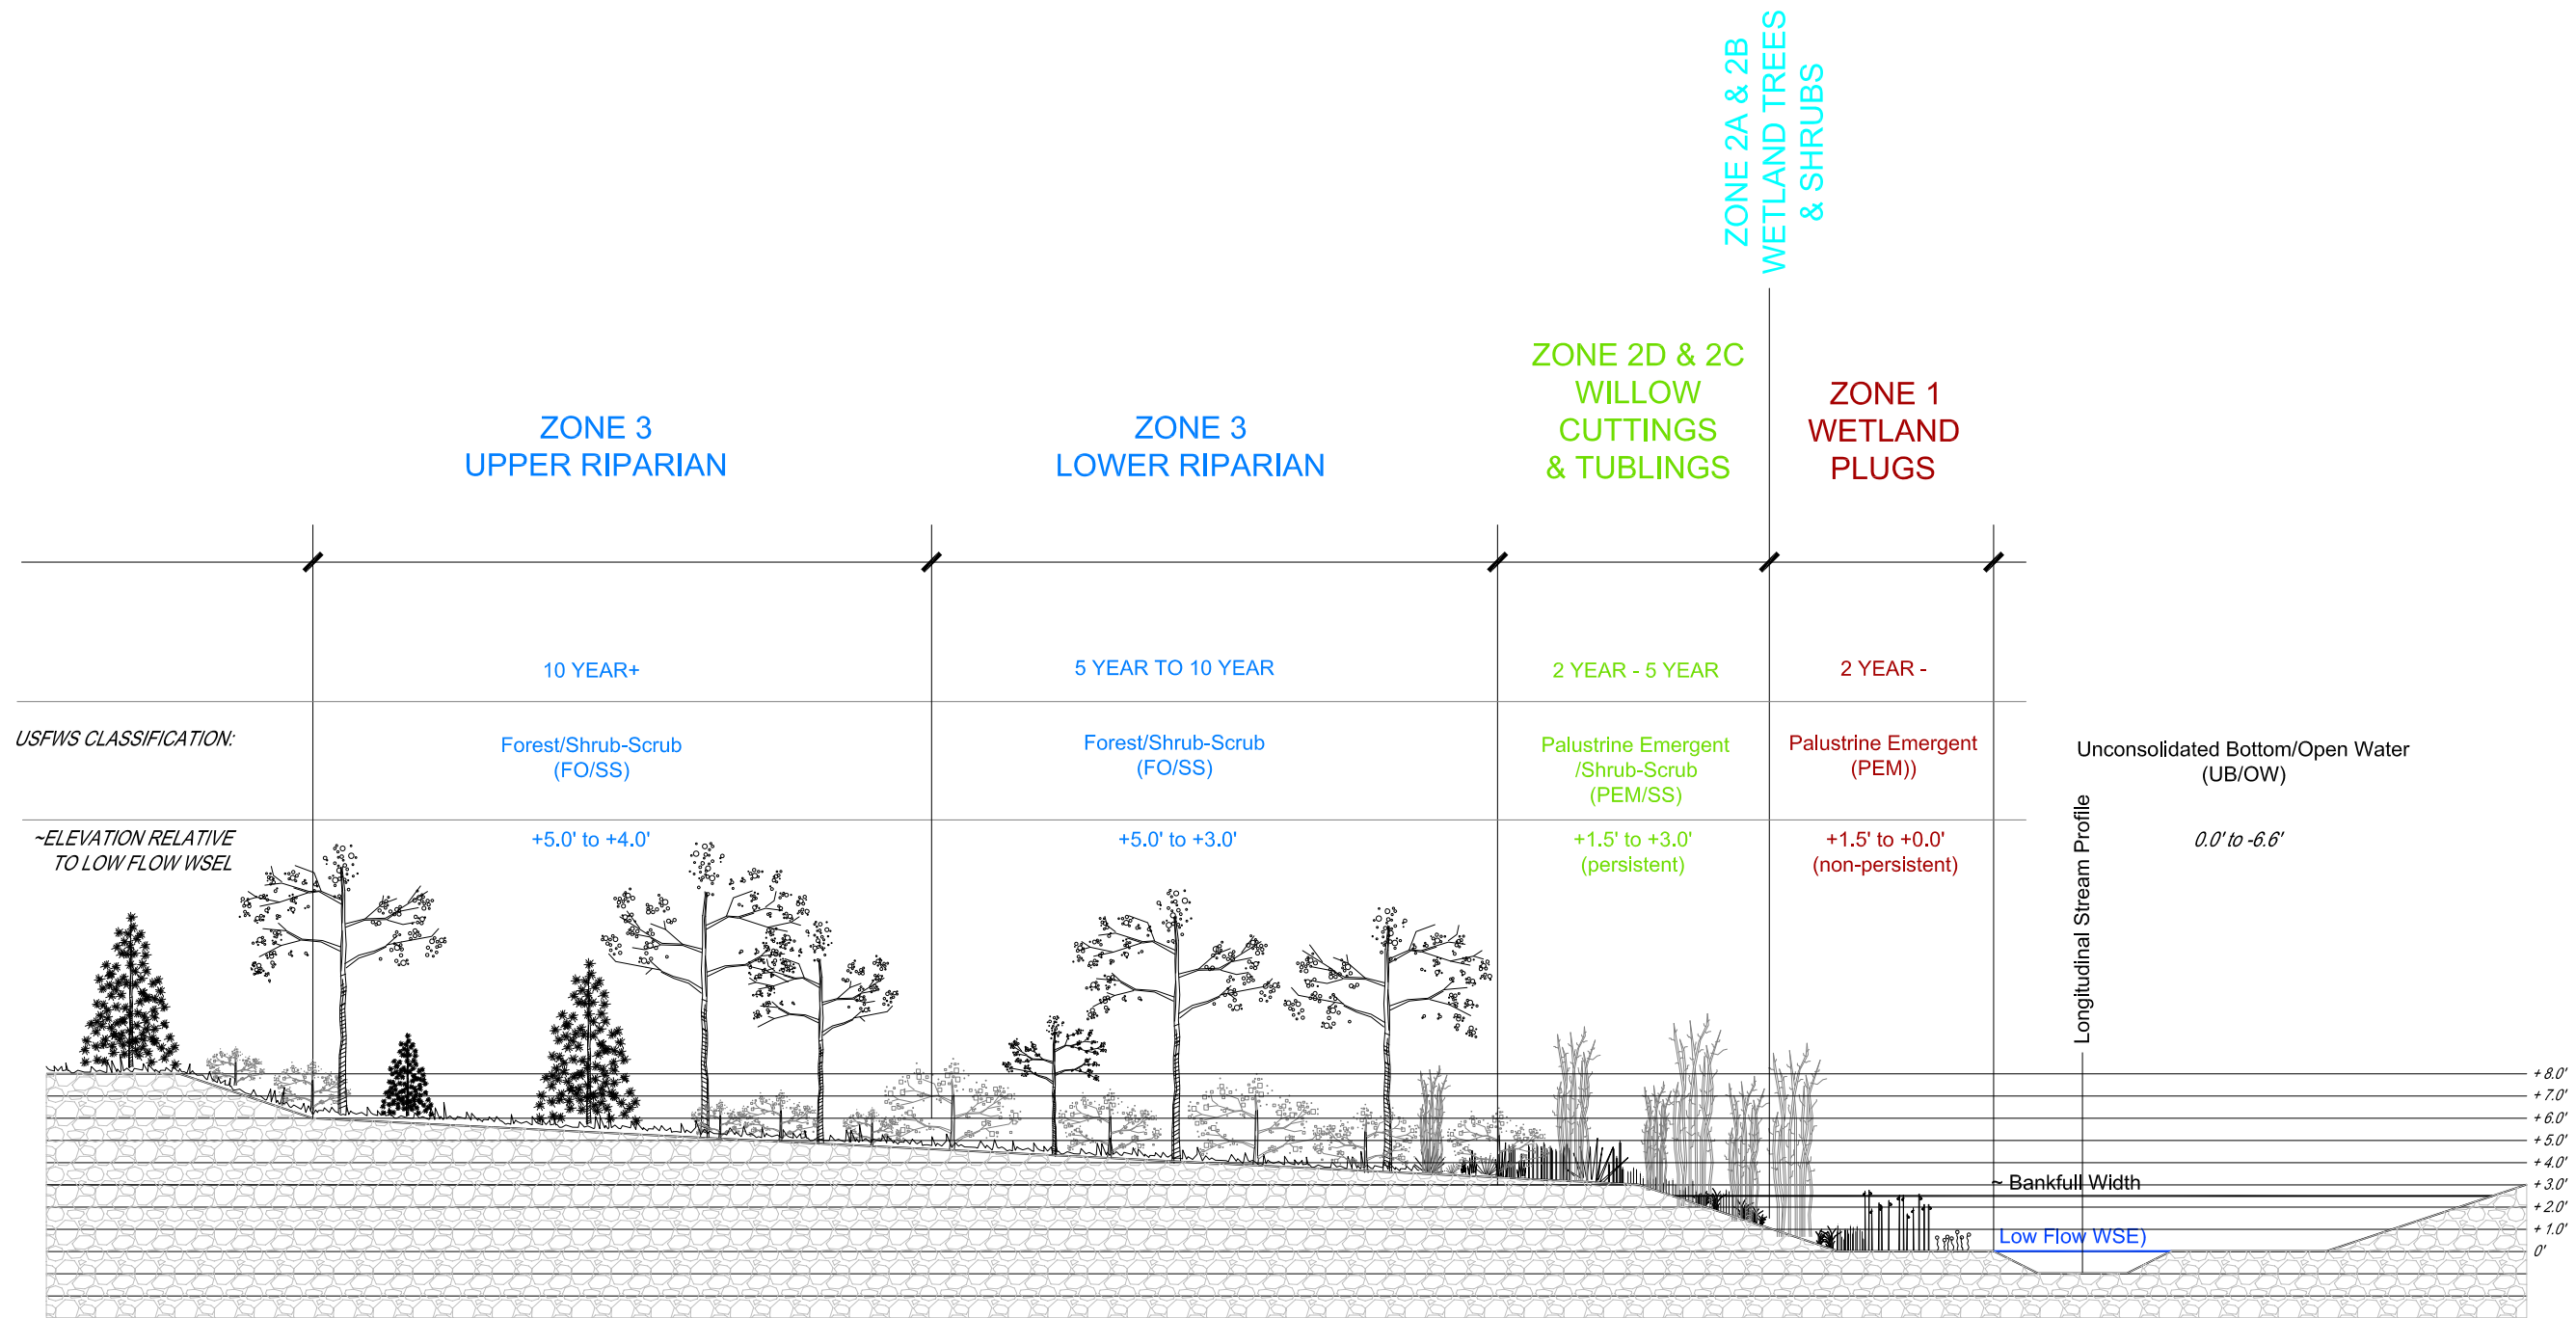 ZONE 2A & 2B
WETLAND TREES
& SHRUBS
ZONE 3
UPPER RIPARIAN
ZONE 3
LOWER RIPARIAN
ZONE 2D & 2C
WILLOW
CUTTINGS
& TUBLINGS
ZONE 1
WETLAND
PLUGS
10 YEAR+
5 YEAR TO 10 YEAR
2 YEAR - 5 YEAR
2 YEAR -
USFWS CLASSIFICATION:
Forest/Shrub-Scrub
(FO/SS)
Forest/Shrub-Scrub
(FO/SS)
Palustrine Emergent
/Shrub-Scrub
(PEM/SS)
Palustrine Emergent
(PEM))
Unconsolidated Bottom/Open Water
(UB/OW)
~ELEVATION RELATIVE
TO LOW FLOW WSEL
+5.0' to +4.0'
+5.0' to +3.0'
+1.5' to +3.0'
(persistent)
+1.5' to +0.0'
(non-persistent)
0.0' to -6.6'
Longitudinal Stream Profile
+ 8.0'
+ 7.0'
+ 6.0'
+ 5.0'
+ 4.0'
+ 3.0'
+ 2.0'
+ 1.0'
0'
~ Bankfull Width
Low Flow WSE)